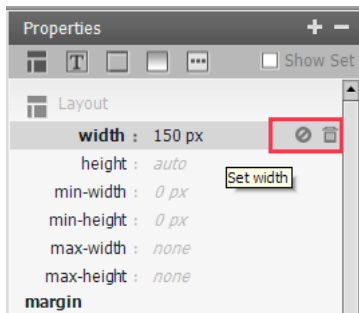 Properties + −
T Show Set
Layout
width : 150 px
height : auto
Set width
min-width : 0 px
min-height : 0 px
max-width : none
max-height : none
margin